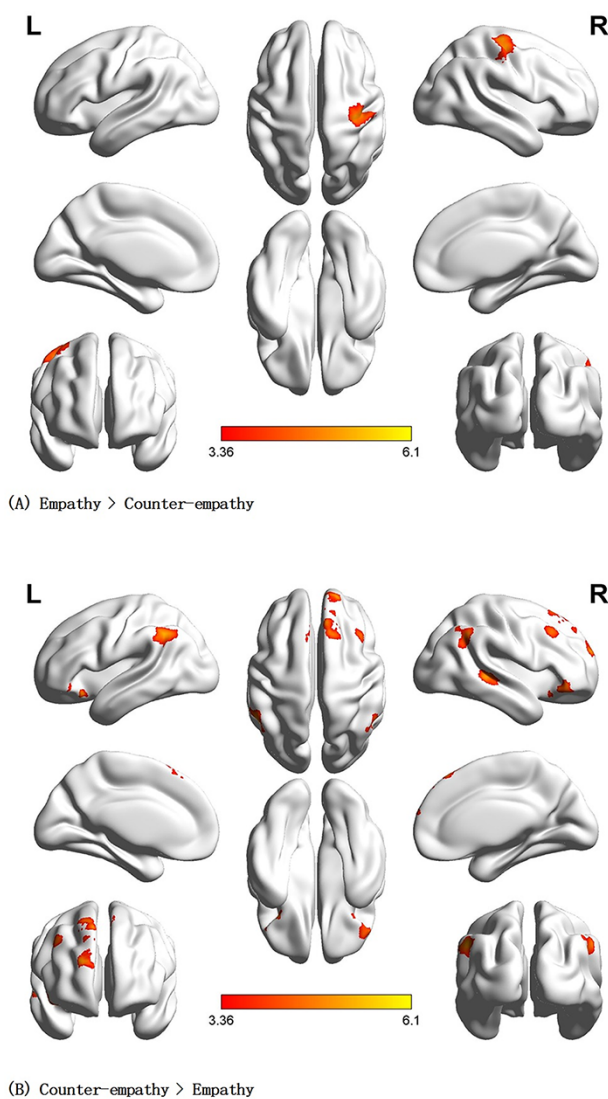 L R
3.36 6.1
(A) Empathy > Counter-empathy
L R
3.36 6.1
(B) Counter-empathy > Empathy